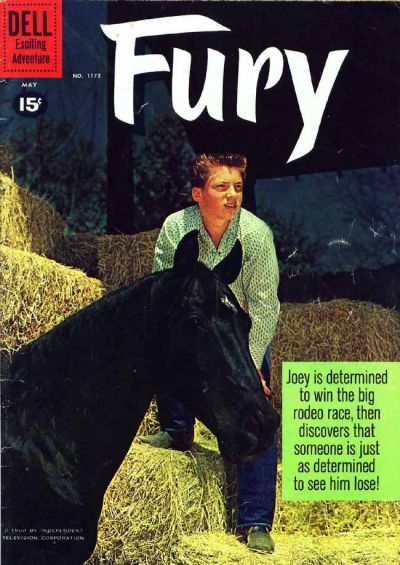 DELL
Exciting
Adventure
MAY
15¢
NO. 1172
Fury
Joey is determined
to win the big
rodeo race, then
discovers that
someone is just
as determined
to see him lose!
© 1960 BY INDEPENDENT
TELEVISION CORPORATION